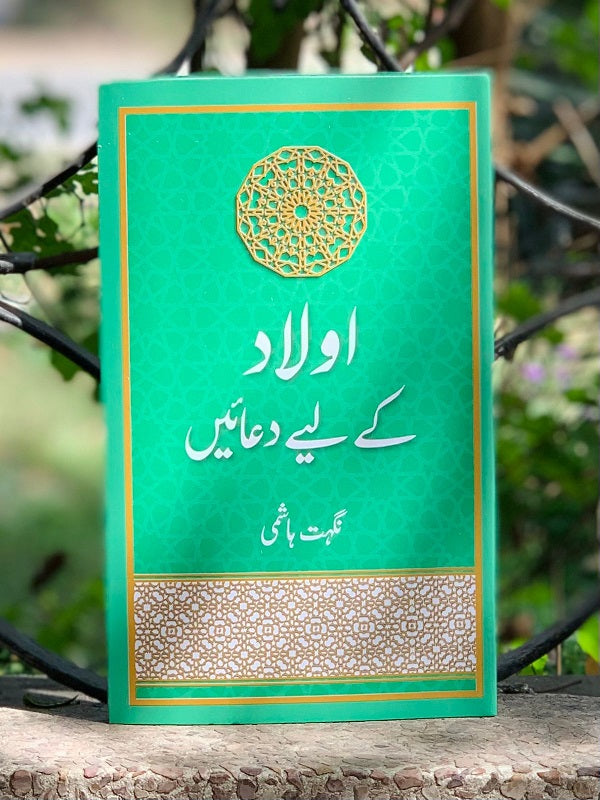 اولاد
کے لیے دعائیں
نگہت ہاشمی